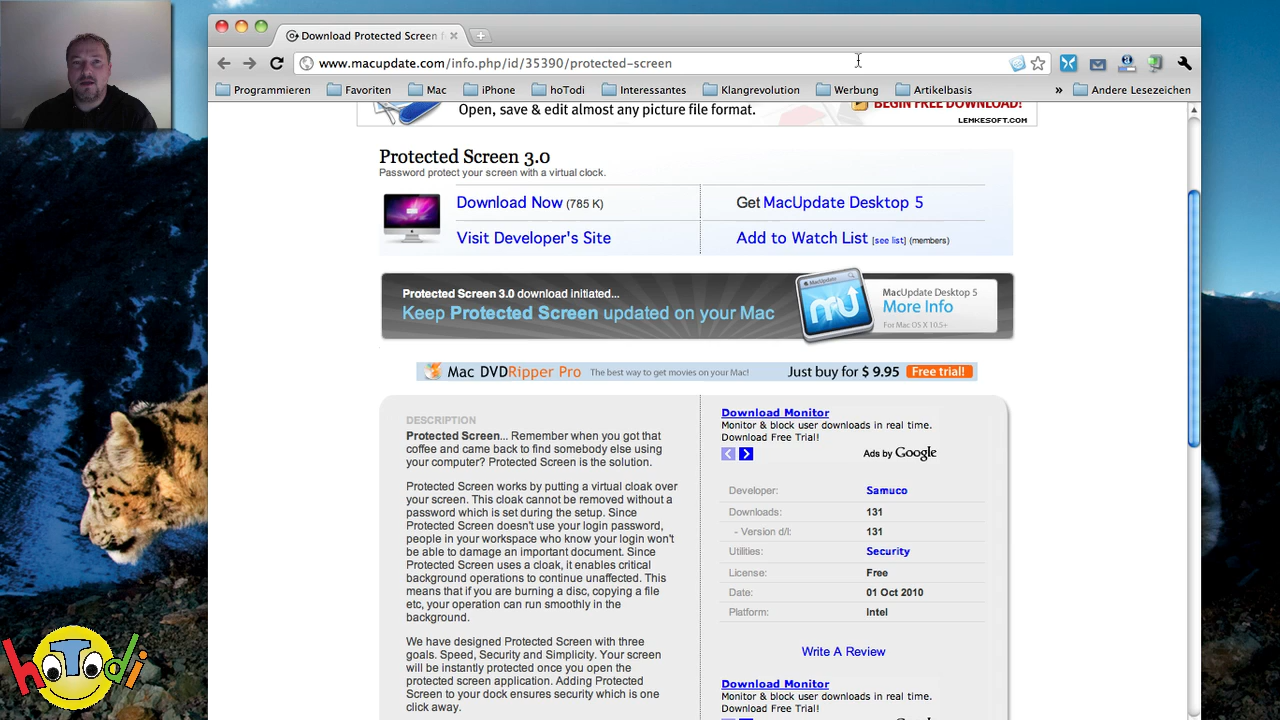 Download Protected Screen
www.macupdate.com/info.php/id/35390/protected-screen
Programmieren Favoriten Mac iPhone hoTodi Interessantes Klangrevolution Werbung Artikelbasis » Andere Lesezeichen
Open, save & edit almost any picture file format.
BEGIN FREE DOWNLOAD!
LEMKESOFT.COM
Protected Screen 3.0
Password protect your screen with a virtual clock.
Download Now (785 K)
Get MacUpdate Desktop 5
Visit Developer's Site
Add to Watch List [see list] (members)
Protected Screen 3.0 download initiated...
Keep Protected Screen updated on your Mac
MacUpdate
MacUpdate Desktop 5
More Info
For Mac OS X 10.5+
Mac DVDRipper Pro The best way to get movies on your Mac! Just buy for $ 9.95 Free trial!
DESCRIPTION
Protected Screen... Remember when you got that
coffee and came back to find somebody else using
your computer? Protected Screen is the solution.
Protected Screen works by putting a virtual cloak over
your screen. This cloak cannot be removed without a
password which is set during the setup. Since
Protected Screen doesn't use your login password,
people in your workspace who know your login won't
be able to damage an important document. Since
Protected Screen uses a cloak, it enables critical
background operations to continue unaffected. This
means that if you are burning a disc, copying a file
etc, your operation can run smoothly in the
background.
We have designed Protected Screen with three
goals. Speed, Security and Simplicity. Your screen
will be instantly protected once you open the
protected screen application. Adding Protected
Screen to your dock ensures security which is one
click away.
Download Monitor
Monitor & block user downloads in real time.
Download Free Trial!
Ads by Google
Developer: Samuco
Downloads: 131
- Version d/l: 131
Utilities: Security
License: Free
Date: 01 Oct 2010
Platform: Intel
Write A Review
Download Monitor
Monitor & block user downloads in real time.
Download Free Trial!
hoTodi